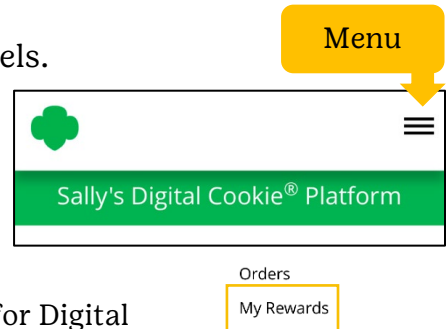 Menu
els.
Sally's Digital Cookie® Platform
Orders
My Rewards
for Digital